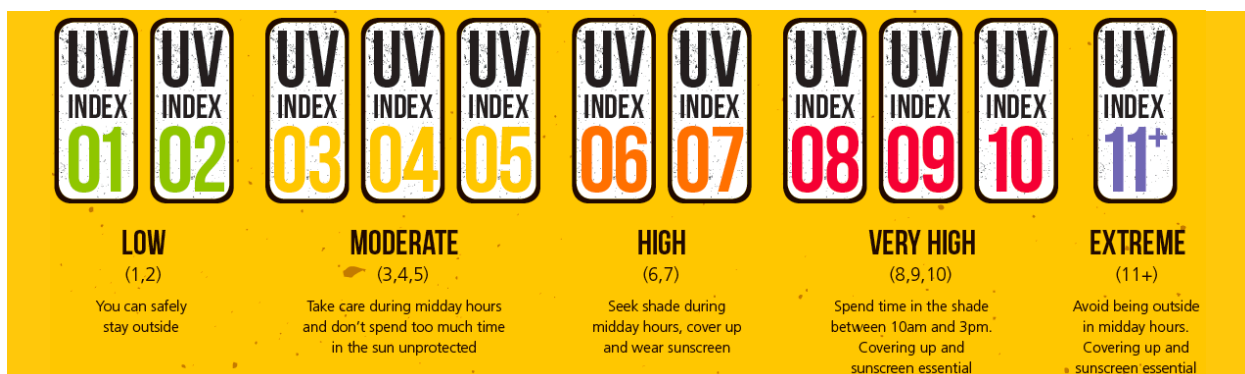 UV
INDEX
01
UV
INDEX
02
UV
INDEX
03
UV
INDEX
04
UV
INDEX
05
UV
INDEX
06
UV
INDEX
07
UV
INDEX
08
UV
INDEX
09
UV
INDEX
10
UV
INDEX
11+
LOW
(1,2)
You can safely
stay outside
MODERATE
(3,4,5)
Take care during midday hours
and don't spend too much time
in the sun unprotected
HIGH
(6,7)
Seek shade during
midday hours, cover up
and wear sunscreen
VERY HIGH
(8,9,10)
Spend time in the shade
between 10am and 3pm.
Covering up and
sunscreen essential
EXTREME
(11+)
Avoid being outside
in midday hours.
Covering up and
sunscreen essential